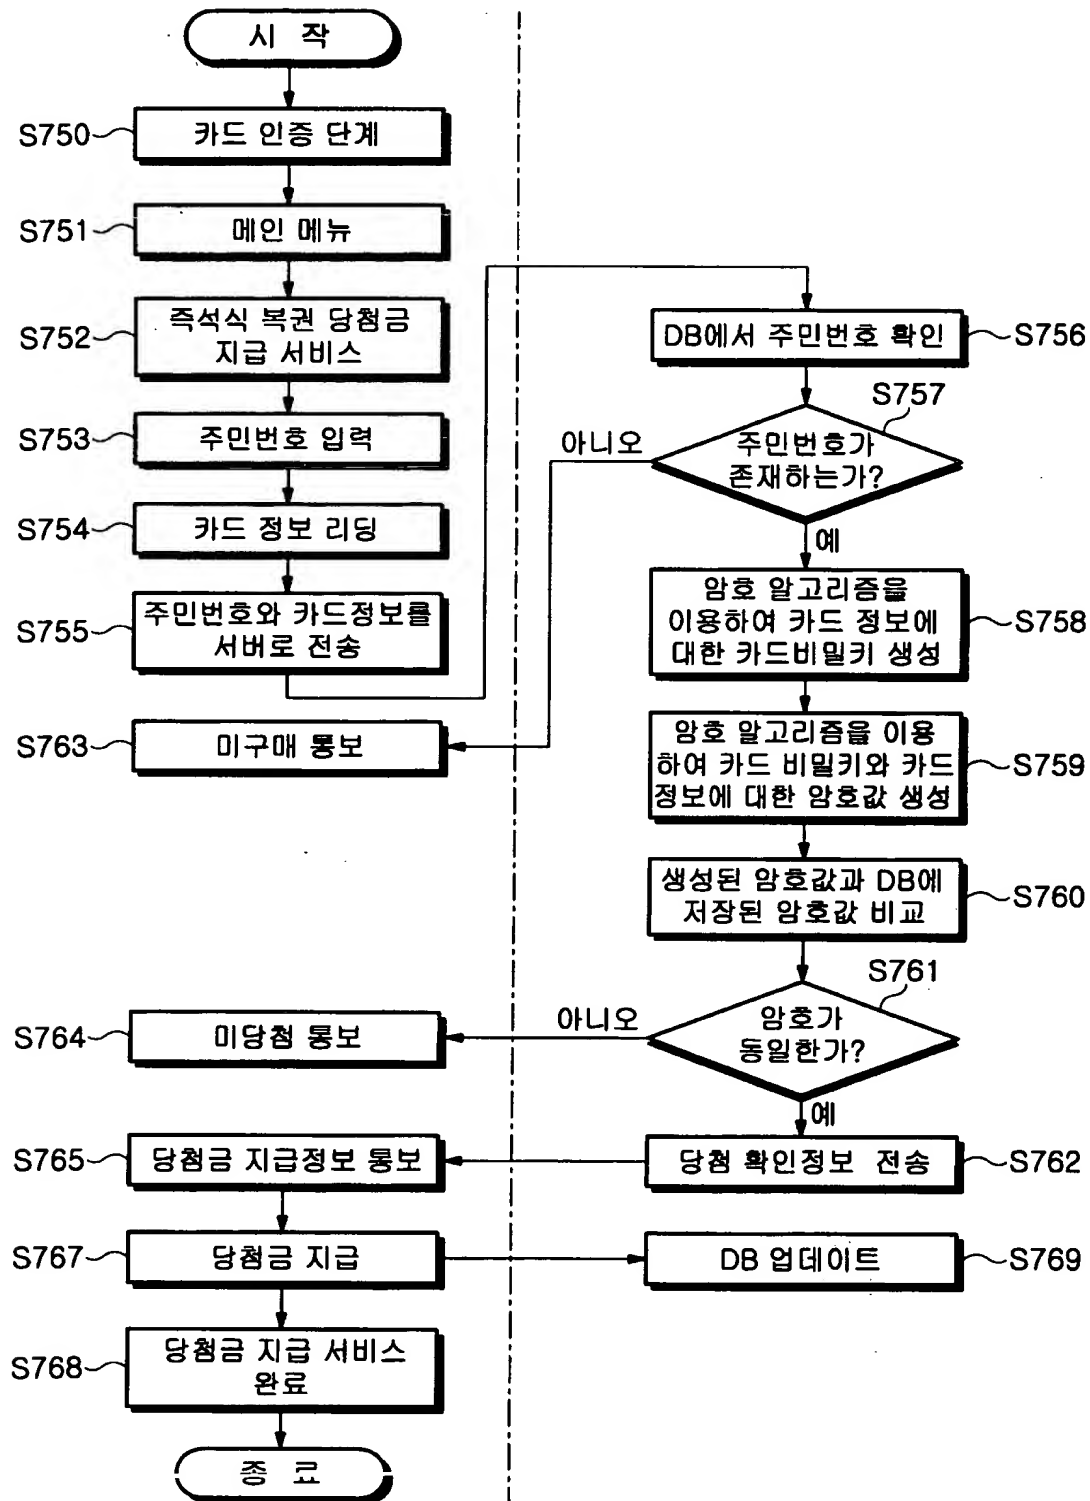 시 작
S750
카드 인증 단계
S751
메인 메뉴
S752
즉석식 복권 당첨금
지급 서비스
S753
주민번호 입력
S754
카드 정보 리딩
S755
주민번호와 카드정보를
서버로 전송
S763
미구매 통보
DB에서 주민번호 확인
S756
S757
주민번호가
존재하는가?
아니오
예
암호 알고리즘을
이용하여 카드 정보에
대한 카드비밀키 생성
S758
암호 알고리즘을 이용
하여 카드 비밀키와 카드
정보에 대한 암호값 생성
S759
생성된 암호값과 DB에
저장된 암호값 비교
S760
S761
암호가
동일한가?
아니오
예
S764
미당첨 통보
당첨 확인정보 전송
S762
S765
당첨금 지급정보 통보
S767
당첨금 지급
DB 업데이트
S769
S768
당첨금 지급 서비스
완료
종 료